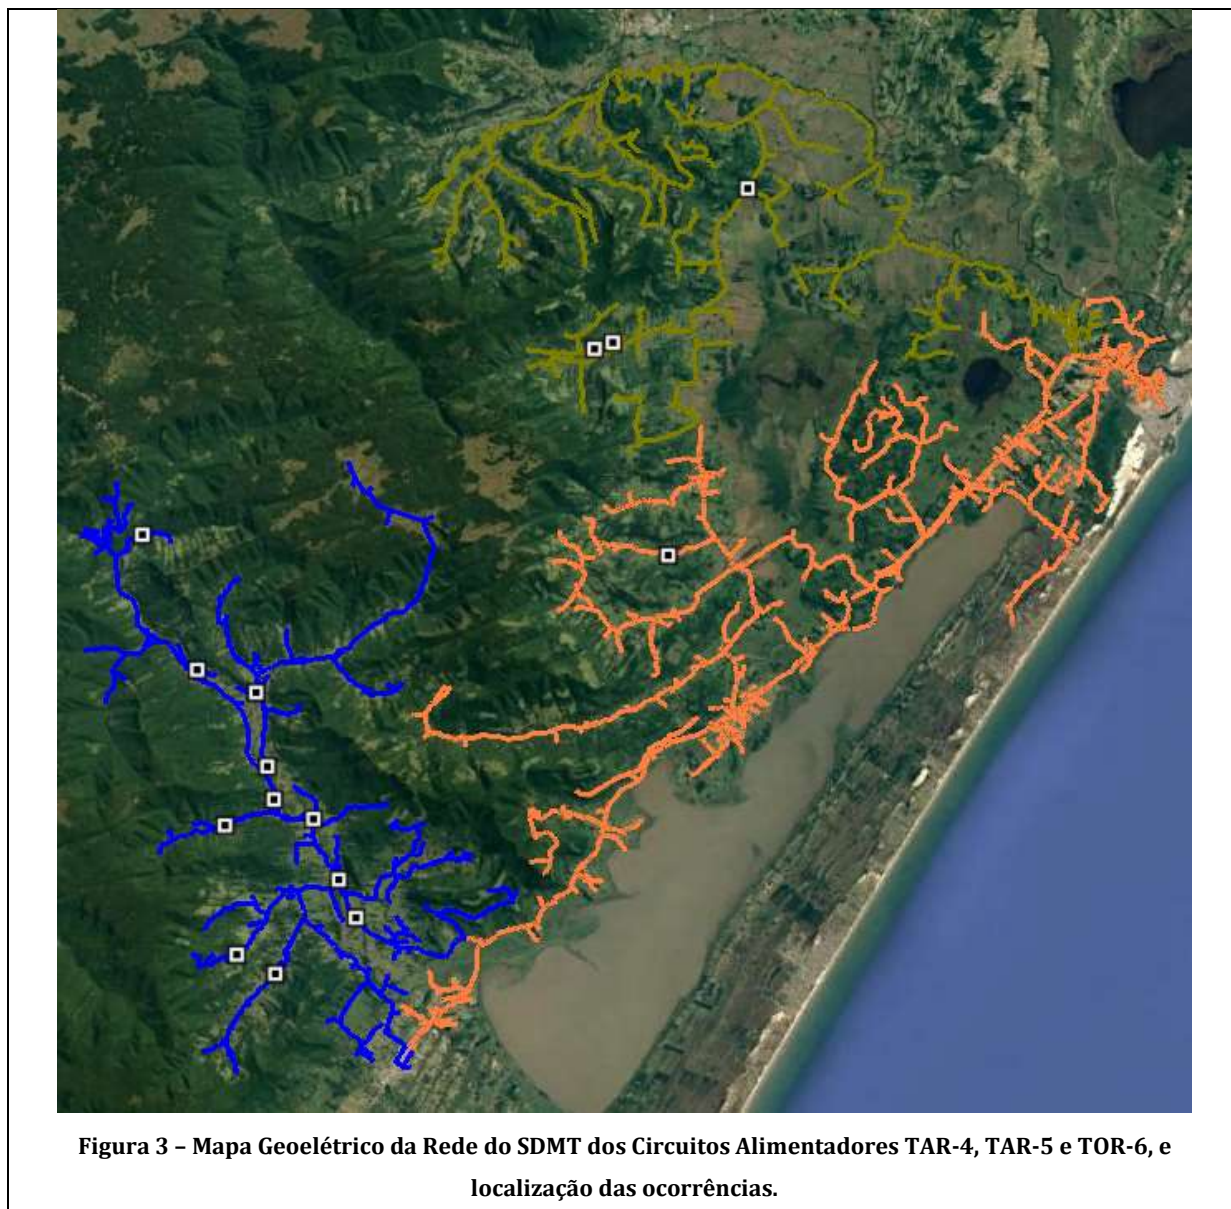 Figura 3 – Mapa Geoelétrico da Rede do SDMT dos Circuitos Alimentadores TAR-4, TAR-5 e TOR-6, e
localização das ocorrências.